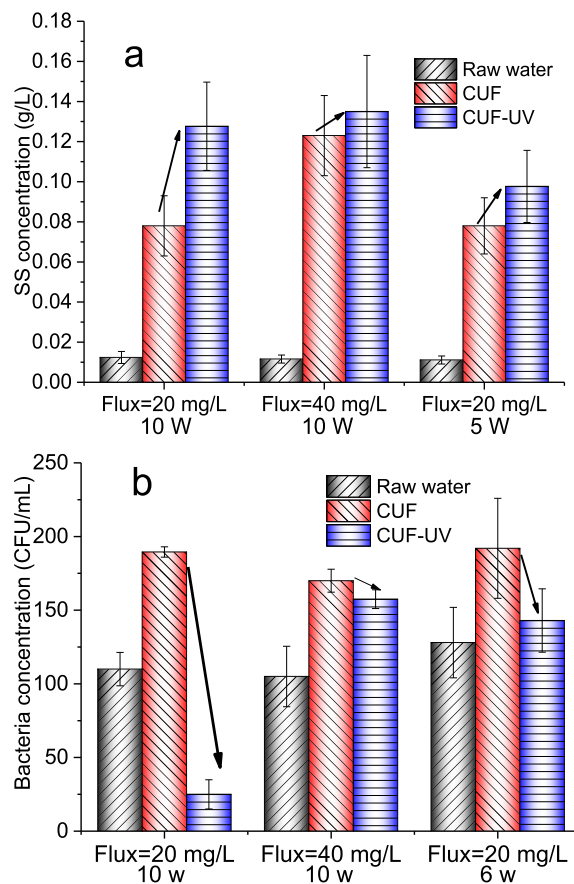 a
Raw water
CUF
CUF-UV
SS concentration (g/L)
0.18
0.16
0.14
0.12
0.10
0.08
0.06
0.04
0.02
0.00
Flux=20 mg/L Flux=40 mg/L Flux=20 mg/L
10 W 10 W 5 W
b
Raw water
CUF
CUF-UV
Bacteria concentration (CFU/mL)
250
200
150
100
50
0
Flux=20 mg/L Flux=40 mg/L Flux=20 mg/L
10 w 10 w 6 w